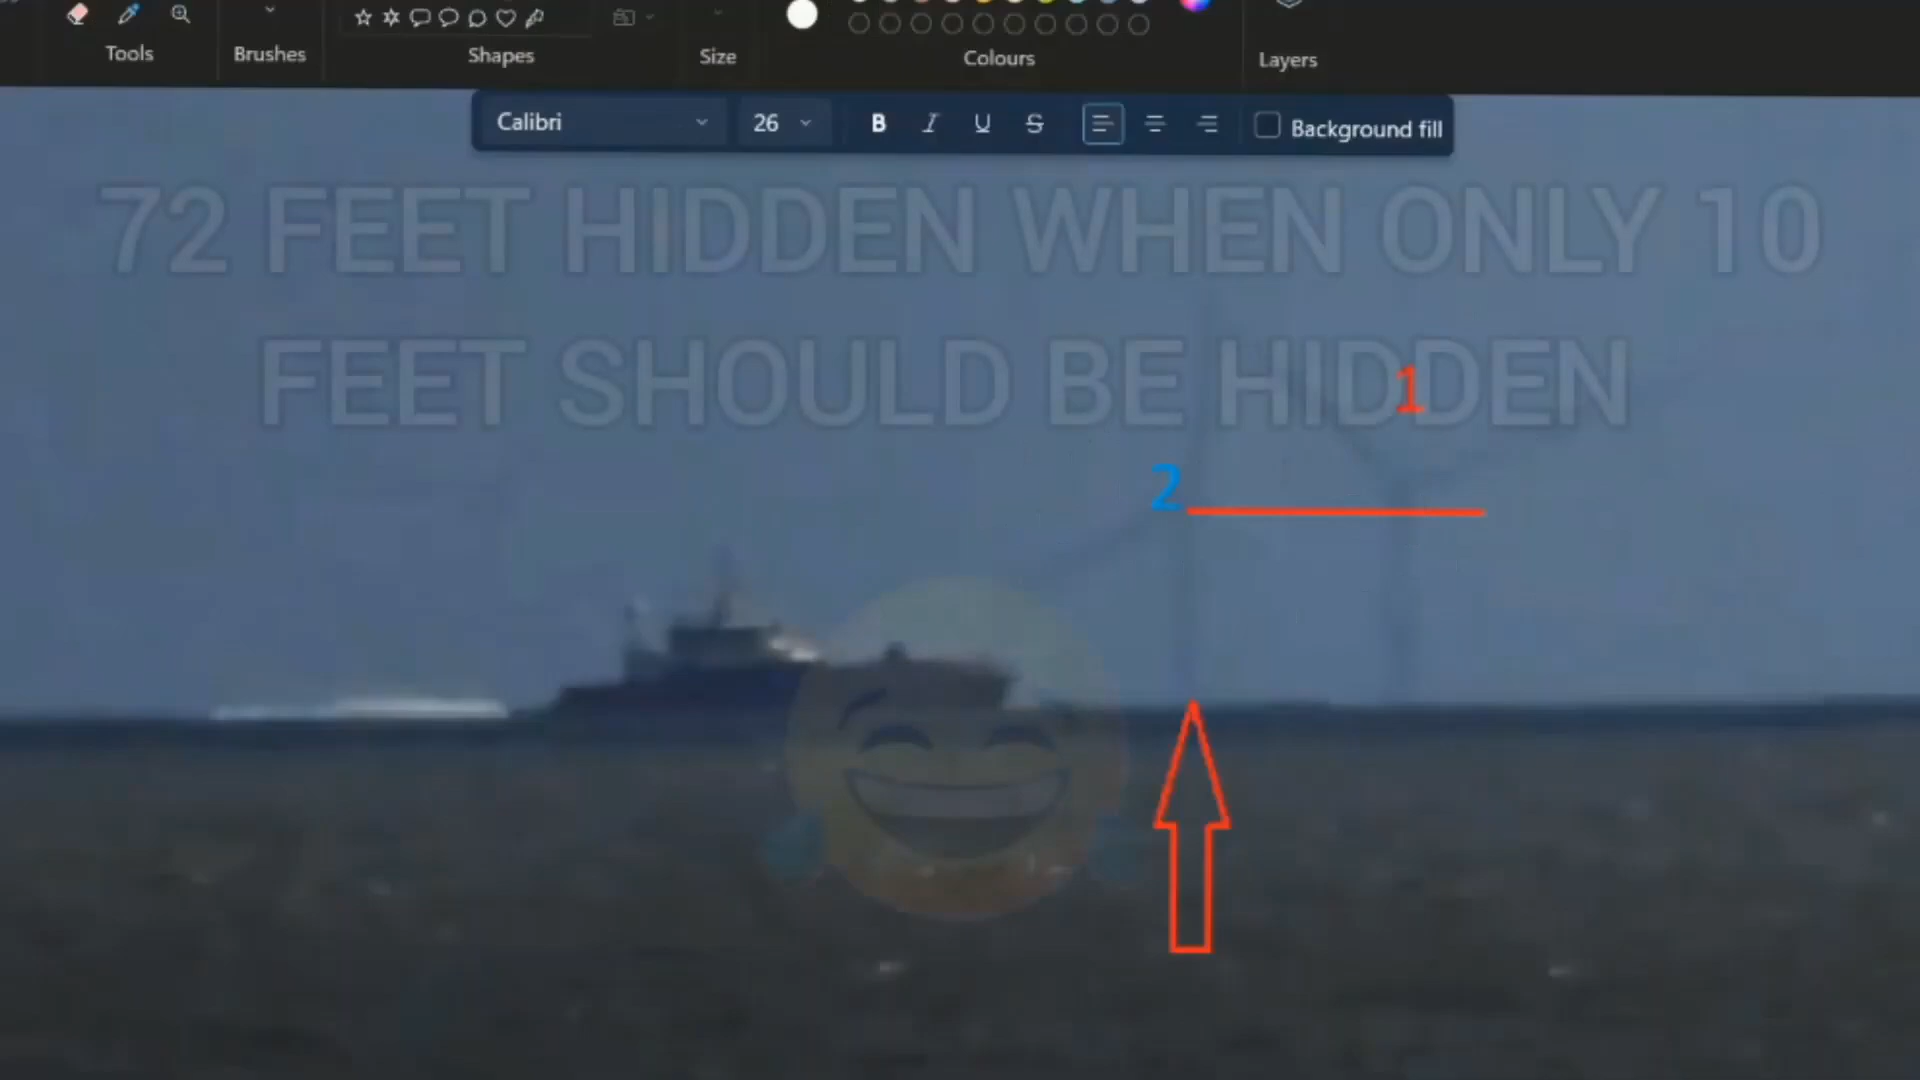 Tools
Brushes
Shapes
Size
Colours
Layers
Calibri
26
B I U S
Background fill
72 FEET HIDDEN WHEN ONLY 10
FEET SHOULD BE HIDDEN
1
2